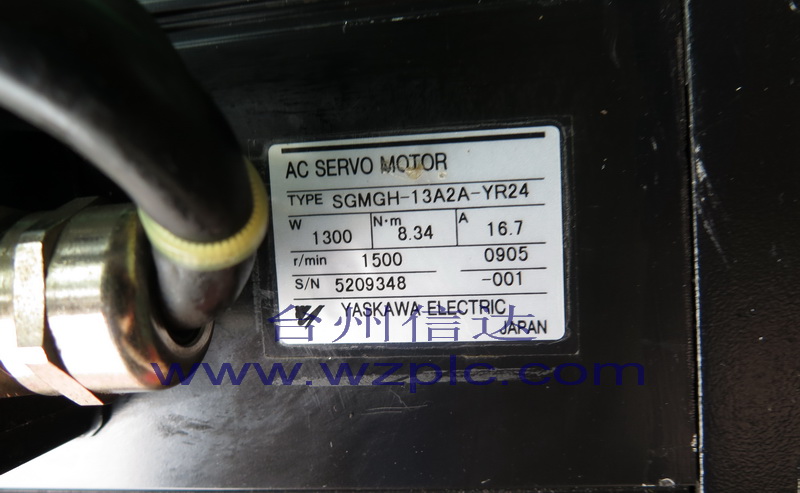 AC SERVO MOTOR
TYPE SGMGH-13A2A-YR24
W 1300 N·m 8.34 A 16.7
r/min 1500 0905
S/N 5209348 -001
YASKAWA ELECTRIC
JAPAN
台州信达
www.wzplc.com